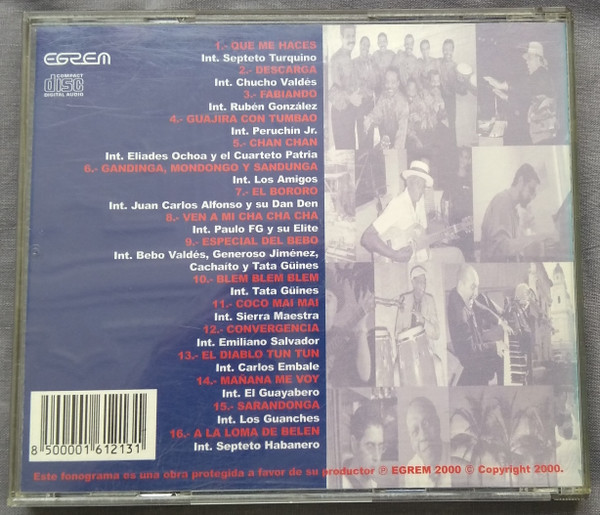 EGREM
COMPACT
disc
DIGITAL AUDIO
1.- QUE ME HACES
Int. Septeto Turquino
2.- DESCARGA
Int. Chucho Valdés
3.- FABIANDO
Int. Rubén González
4.- GUAJIRA CON TUMBAO
Int. Peruchín Jr.
5.- CHAN CHAN
Int. Eliades Ochoa y el Cuarteto Patria
6.- GANDINGA, MONDONGO Y SANDUNGA
Int. Los Amigos
7.- EL BORORO
Int. Juan Carlos Alfonso y su Dan Den
8.- VEN A MI CHA CHA CHA
Int. Paulo FG y su Elite
9.- ESPECIAL DEL BEBO
Int. Bebo Valdés, Generoso Jiménez,
Cachaíto y Tata Güines
10.- BLEM BLEM BLEM
Int. Tata Güines
11.- COCO MAI MAI
Int. Sierra Maestra
12.- CONVERGENCIA
Int. Emiliano Salvador
13.- EL DIABLO TUN TUN
Int. Carlos Embale
14.- MAÑANA ME VOY
Int. El Guayabero
15.- SARANDONGA
Int. Los Guanches
16.- A LA LOMA DE BELEN
Int. Septeto Habanero
8 500001 612131
Este fonograma es una obra protegida a favor de su productor ℗ EGREM 2000 © Copyright 2000.